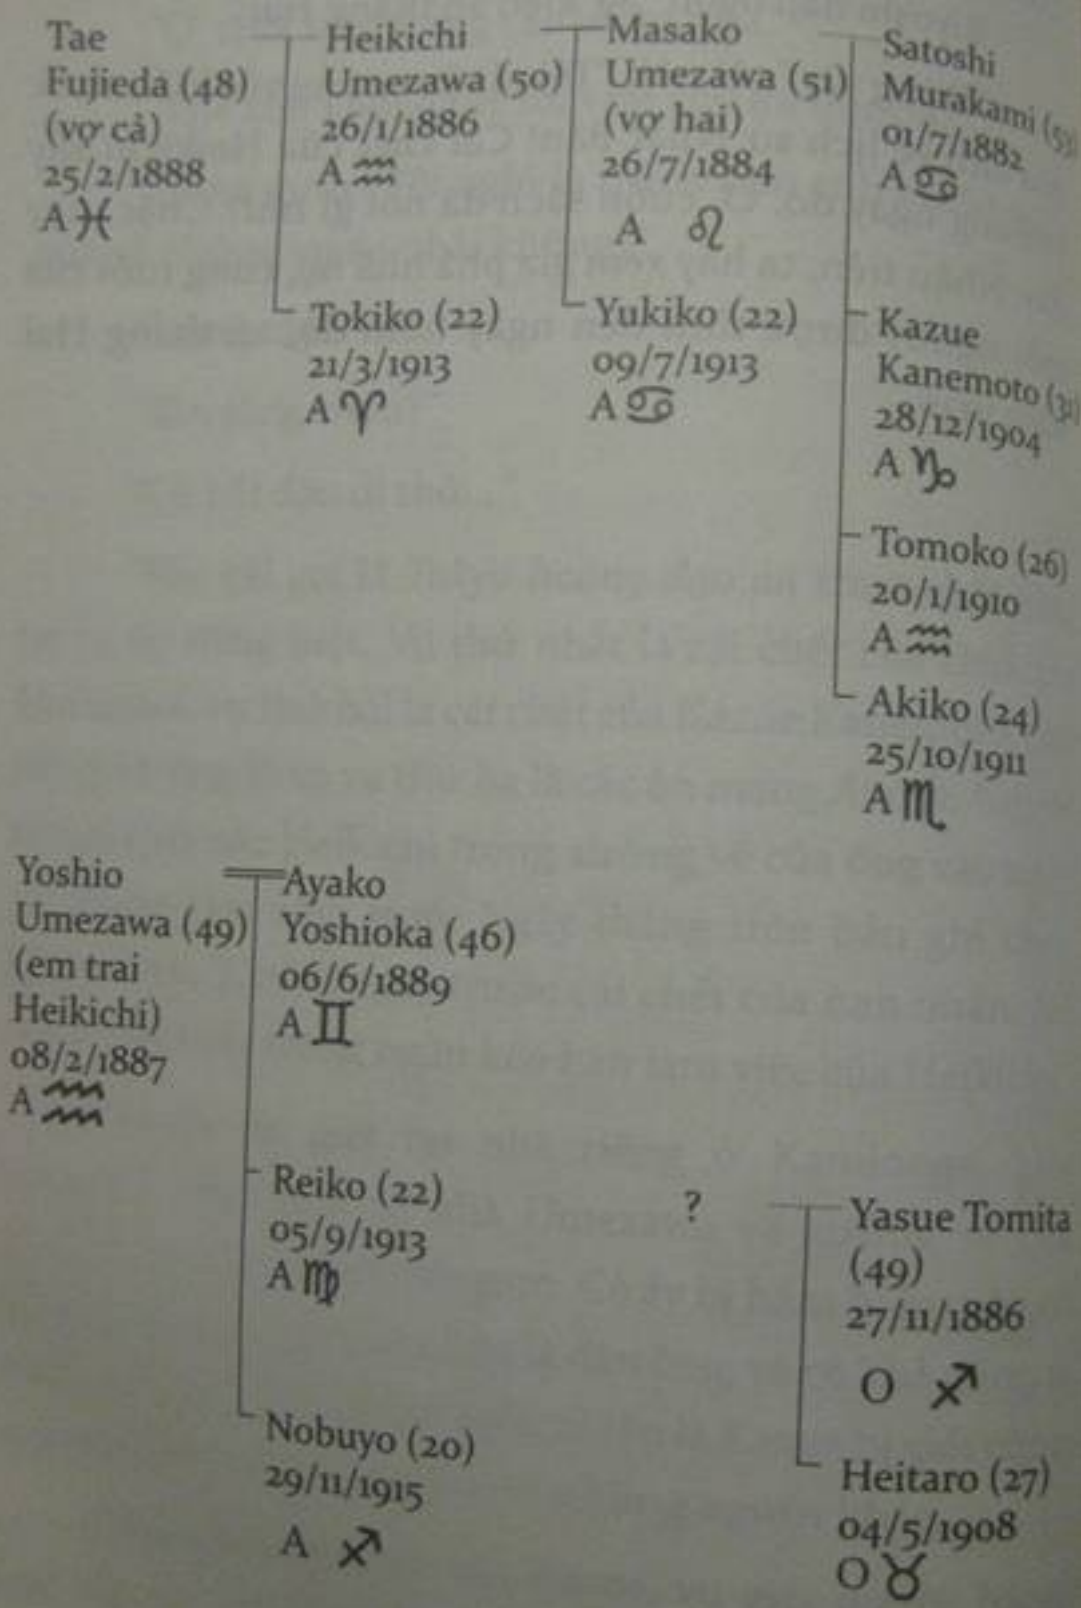 Tae
Fujieda (48)
(vợ cả)
25/2/1888
A ♓
Heikichi
Umezawa (50)
26/1/1886
A ♒
Masako
Umezawa (51)
(vợ hai)
26/7/1884
A ♌
Satoshi
Murakami
01/7/1882
A ♋
Tokiko (22)
21/3/1913
A ♈
Yukiko (22)
09/7/1913
A ♋
Kazue
Kanemoto
28/12/1904
A ♑
Tomoko (26)
20/1/1910
A ♒
Akiko (24)
25/10/1911
A ♏
Yoshio
Umezawa (49)
(em trai
Heikichi)
08/2/1887
A ♒
Ayako
Yoshioka (46)
06/6/1889
A ♊
Reiko (22)
05/9/1913
A ♍
Nobuyo (20)
29/11/1915
A ♐
?
Yasue Tomita
(49)
27/11/1886
O ♐
Heitaro (27)
04/5/1908
O ♉